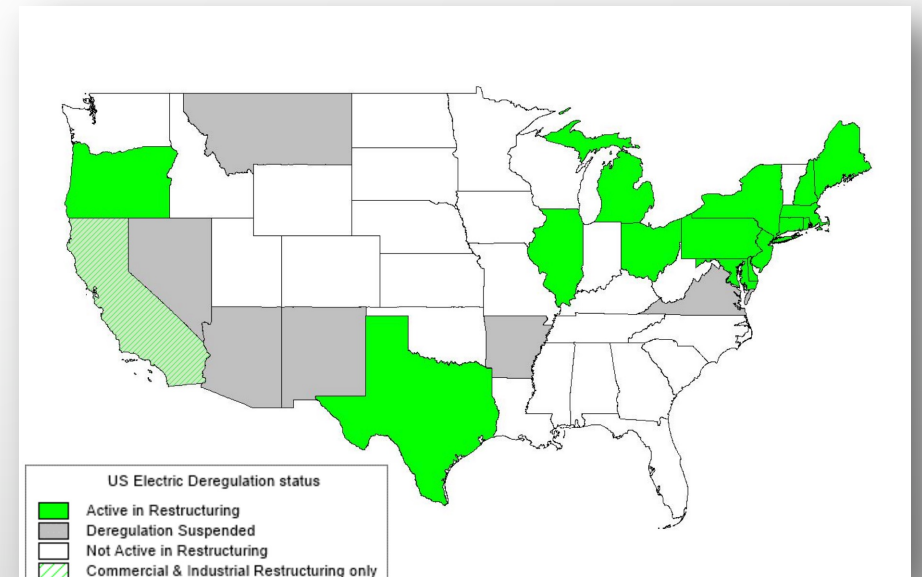 US Electric Deregulation status
Active in Restructuring
Deregulation Suspended
Not Active in Restructuring
Commercial & Industrial Restructuring only